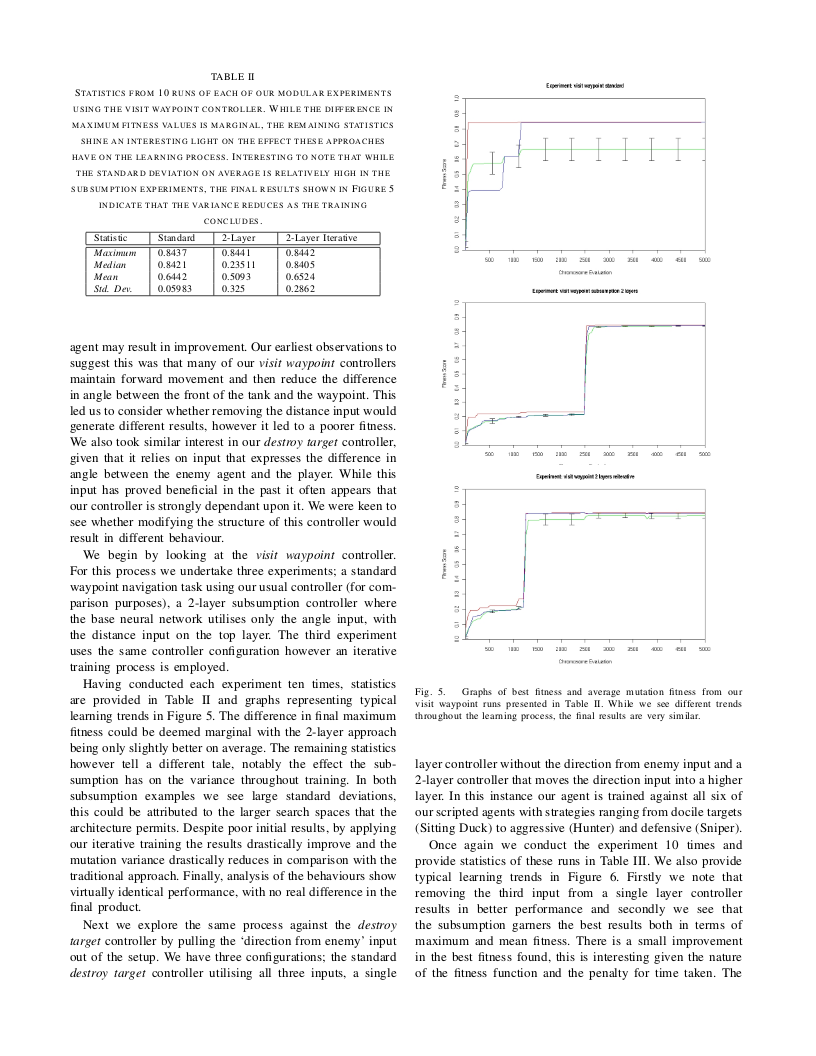 TABLE II
STATISTICS FROM 10 RUNS OF EACH OF OUR MODULAR EXPERIMENTS
USING THE VISIT WAYPOINT CONTROLLER. WHILE THE DIFFERENCE IN
MAXIMUM FITNESS VALUES IS MARGINAL, THE REMAINING STATISTICS
SHINE AN INTERESTING LIGHT ON THE EFFECT THESE APPROACHES
HAVE ON THE LEARNING PROCESS. INTERESTING TO NOTE THAT WHILE
THE STANDARD DEVIATION ON AVERAGE IS RELATIVELY HIGH IN THE
SUBSUMPTION EXPERIMENTS, THE FINAL RESULTS SHOWN IN FIGURE 5
INDICATE THAT THE VARIANCE REDUCES AS THE TRAINING
CONCLUDES.
Statistic Standard 2-Layer 2-Layer Iterative
Maximum 0.8437 0.8441 0.8442
Median 0.8421 0.23511 0.8405
Mean 0.6442 0.5093 0.6524
Std. Dev. 0.05983 0.325 0.2862
agent may result in improvement. Our earliest observations to
suggest this was that many of our visit waypoint controllers
maintain forward movement and then reduce the difference
in angle between the front of the tank and the waypoint. This
led us to consider whether removing the distance input would
generate different results, however it led to a poorer fitness.
We also took similar interest in our destroy target controller,
given that it relies on input that expresses the difference in
angle between the enemy agent and the player. While this
input has proved beneficial in the past it often appears that
our controller is strongly dependant upon it. We were keen to
see whether modifying the structure of this controller would
result in different behaviour.
We begin by looking at the visit waypoint controller.
For this process we undertake three experiments; a standard
waypoint navigation task using our usual controller (for com-
parison purposes), a 2-layer subsumption controller where
the base neural network utilises only the angle input, with
the distance input on the top layer. The third experiment
uses the same controller configuration however an iterative
training process is employed.
Having conducted each experiment ten times, statistics
are provided in Table II and graphs representing typical
learning trends in Figure 5. The difference in final maximum
fitness could be deemed marginal with the 2-layer approach
being only slightly better on average. The remaining statistics
however tell a different tale, notably the effect the sub-
sumption has on the variance throughout training. In both
subsumption examples we see large standard deviations,
this could be attributed to the larger search spaces that the
architecture permits. Despite poor initial results, by applying
our iterative training the results drastically improve and the
mutation variance drastically reduces in comparison with the
traditional approach. Finally, analysis of the behaviours show
virtually identical performance, with no real difference in the
final product.
Next we explore the same process against the destroy
target controller by pulling the ‘direction from enemy’ input
out of the setup. We have three configurations; the standard
destroy target controller utilising all three inputs, a single
Experiment: visit waypoint standard
Fitness Score
0.0 0.1 0.2 0.3 0.4 0.5 0.6 0.7 0.8 0.9 1.0
500 1000 1500 2000 2500 3000 3500 4000 4500 5000
Chromosome Evaluation
Experiment: visit waypoint subsumption 2 layers
Fitness Score
0.0 0.1 0.2 0.3 0.4 0.5 0.6 0.7 0.8 0.9 1.0
500 1000 1500 2000 2500 3000 3500 4000 4500 5000
Experiment: visit waypoint 2 layers reiterative
Fitness Score
0.0 0.1 0.2 0.3 0.4 0.5 0.6 0.7 0.8 0.9 1.0
500 1000 1500 2000 2500 3000 3500 4000 4500 5000
Chromosome Evaluation
Fig. 5. Graphs of best fitness and average mutation fitness from our
visit waypoint runs presented in Table II. While we see different trends
throughout the learning process, the final results are very similar.
layer controller without the direction from enemy input and a
2-layer controller that moves the direction input into a higher
layer. In this instance our agent is trained against all six of
our scripted agents with strategies ranging from docile targets
(Sitting Duck) to aggressive (Hunter) and defensive (Sniper).
Once again we conduct the experiment 10 times and
provide statistics of these runs in Table III. We also provide
typical learning trends in Figure 6. Firstly we note that
removing the third input from a single layer controller
results in better performance and secondly we see that
the subsumption garners the best results both in terms of
maximum and mean fitness. There is a small improvement
in the best fitness found, this is interesting given the nature
of the fitness function and the penalty for time taken. The